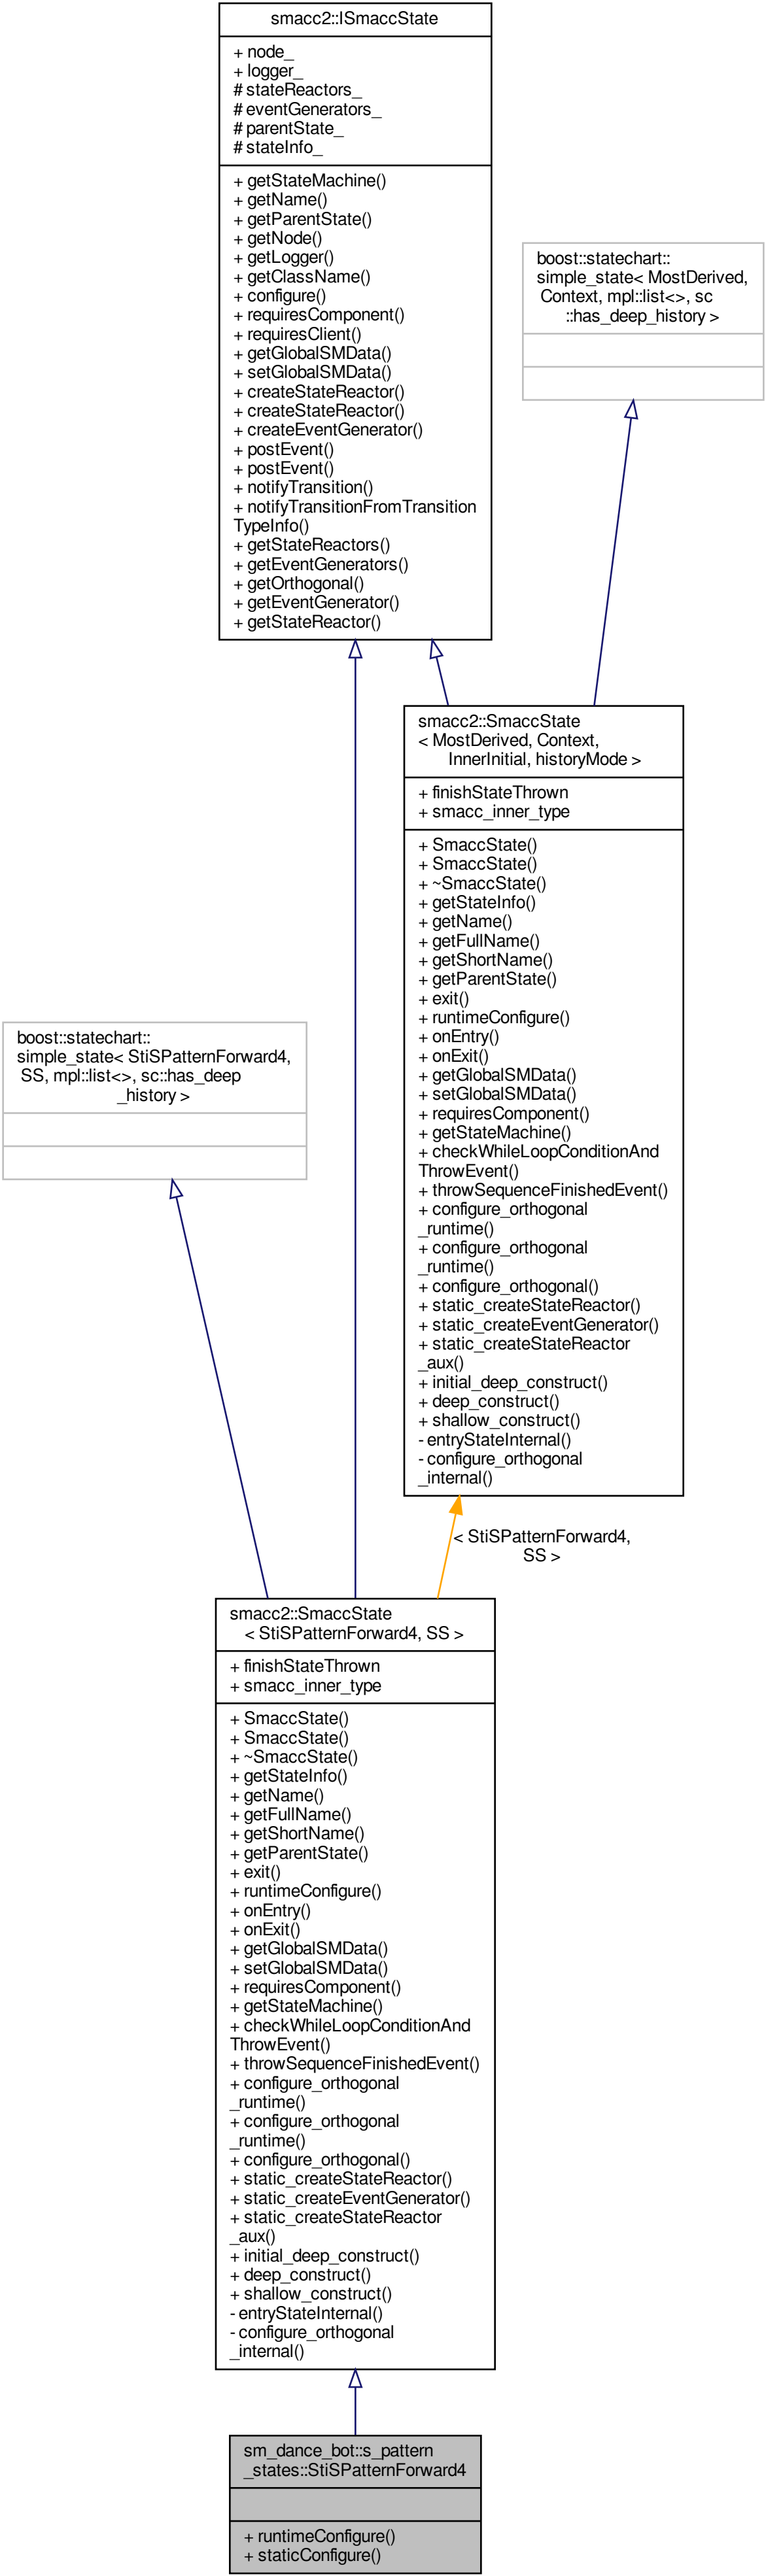 smacc2::ISmaccState
+ node_
+ logger_
# stateReactors_
# eventGenerators_
# parentState_
# stateInfo_
+ getStateMachine()
+ getName()
+ getParentState()
+ getNode()
+ getLogger()
+ getClassName()
+ configure()
+ requiresComponent()
+ requiresClient()
+ getGlobalSMData()
+ setGlobalSMData()
+ createStateReactor()
+ createStateReactor()
+ createEventGenerator()
+ postEvent()
+ postEvent()
+ notifyTransition()
+ notifyTransitionFromTransition
TypeInfo()
+ getStateReactors()
+ getEventGenerators()
+ getOrthogonal()
+ getEventGenerator()
+ getStateReactor()
boost::statechart::
simple_state< MostDerived,
Context, mpl::list<>, sc
::has_deep_history >
smacc2::SmaccState
< MostDerived, Context,
InnerInitial, historyMode >
+ finishStateThrown
+ smacc_inner_type
+ SmaccState()
+ SmaccState()
+ ~SmaccState()
+ getStateInfo()
+ getName()
+ getFullName()
+ getShortName()
+ getParentState()
+ exit()
+ runtimeConfigure()
+ onEntry()
+ onExit()
+ getGlobalSMData()
+ setGlobalSMData()
+ requiresComponent()
+ getStateMachine()
+ checkWhileLoopConditionAnd
ThrowEvent()
+ throwSequenceFinishedEvent()
+ configure_orthogonal
_runtime()
+ configure_orthogonal
_runtime()
+ configure_orthogonal()
+ static_createStateReactor()
+ static_createEventGenerator()
+ static_createStateReactor
_aux()
+ initial_deep_construct()
+ deep_construct()
+ shallow_construct()
- entryStateInternal()
- configure_orthogonal
_internal()
boost::statechart::
simple_state< StiSPatternForward4,
SS, mpl::list<>, sc::has_deep
_history >
< StiSPatternForward4,
SS >
smacc2::SmaccState
< StiSPatternForward4, SS >
+ finishStateThrown
+ smacc_inner_type
+ SmaccState()
+ SmaccState()
+ ~SmaccState()
+ getStateInfo()
+ getName()
+ getFullName()
+ getShortName()
+ getParentState()
+ exit()
+ runtimeConfigure()
+ onEntry()
+ onExit()
+ getGlobalSMData()
+ setGlobalSMData()
+ requiresComponent()
+ getStateMachine()
+ checkWhileLoopConditionAnd
ThrowEvent()
+ throwSequenceFinishedEvent()
+ configure_orthogonal
_runtime()
+ configure_orthogonal
_runtime()
+ configure_orthogonal()
+ static_createStateReactor()
+ static_createEventGenerator()
+ static_createStateReactor
_aux()
+ initial_deep_construct()
+ deep_construct()
+ shallow_construct()
- entryStateInternal()
- configure_orthogonal
_internal()
sm_dance_bot::s_pattern
_states::StiSPatternForward4
+ runtimeConfigure()
+ staticConfigure()